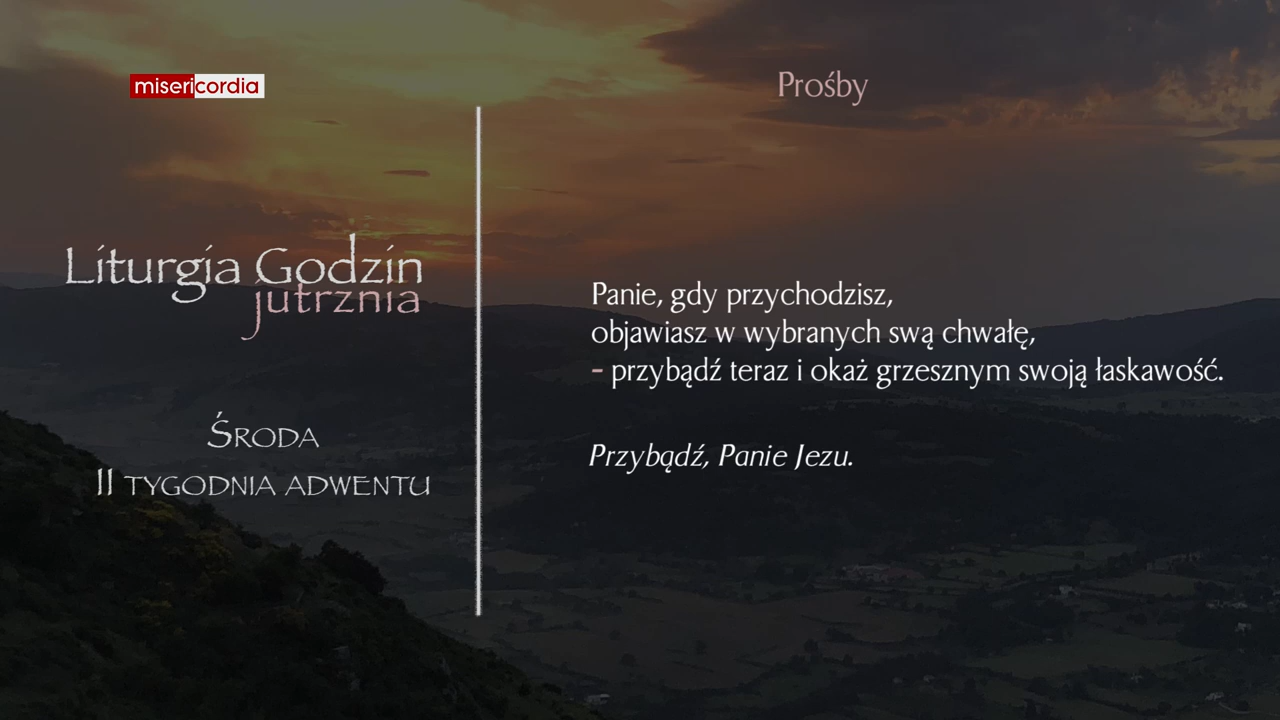 misericordia
Liturgia Godzin
jutrznia
Środa
II tygodnia adwentu
Prośby
Panie, gdy przychodzisz,
objawiasz w wybranych swą chwałę,
- przybądź teraz i okaż grzesznym swoją łaskawość.
Przybądź, Panie Jezu.